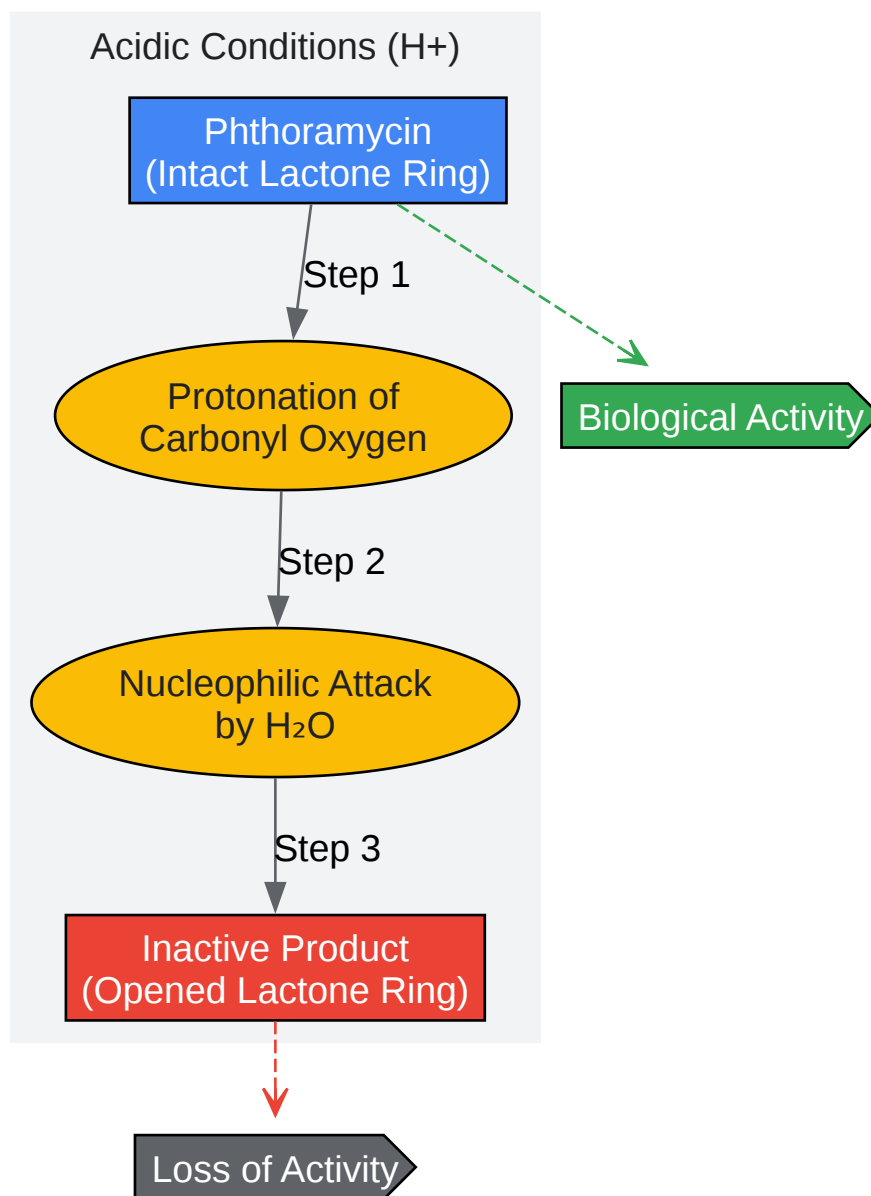 Acidic Conditions (H+)
Phthoramycin
(Intact Lactone Ring)
Step 1
Protonation of
Carbonyl Oxygen
Biological Activity
Step 2
Nucleophilic Attack
by H₂O
Step 3
Inactive Product
(Opened Lactone Ring)
Loss of Activity